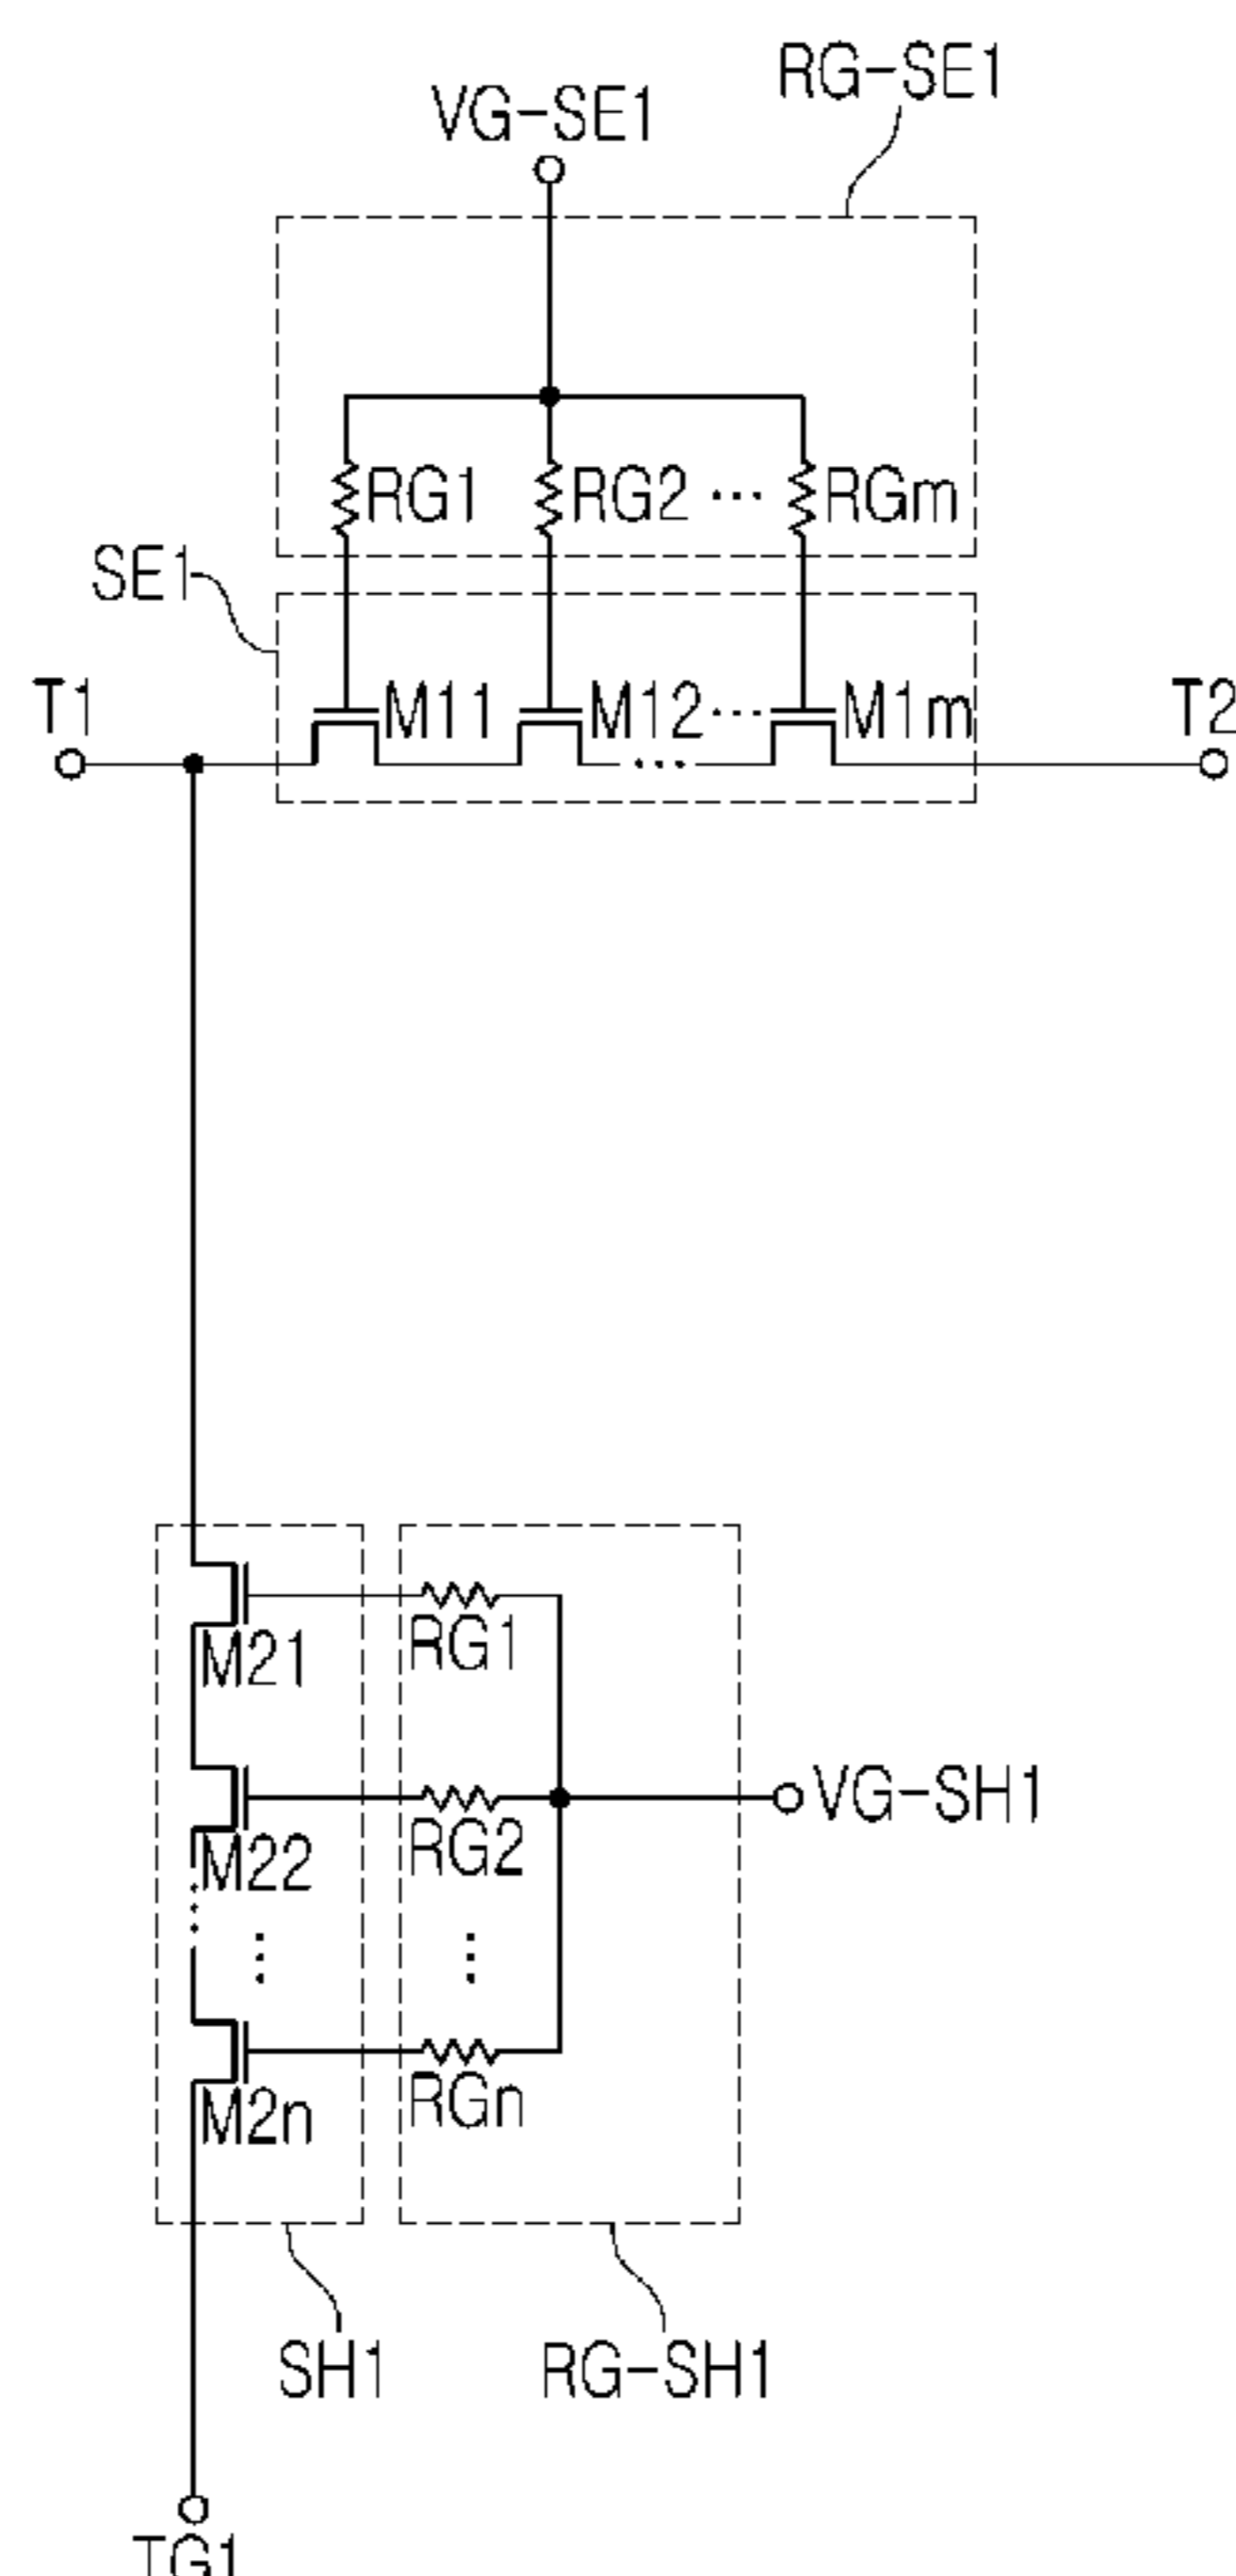 RG-SE1
VG-SE1
RG1 RG2 ... RGm
SE1
T1 M11 M12 ... M1m T2
...
RG1
M21
VG-SH1
RG2
M22
RGn
M2n
SH1 RG-SH1
TG1